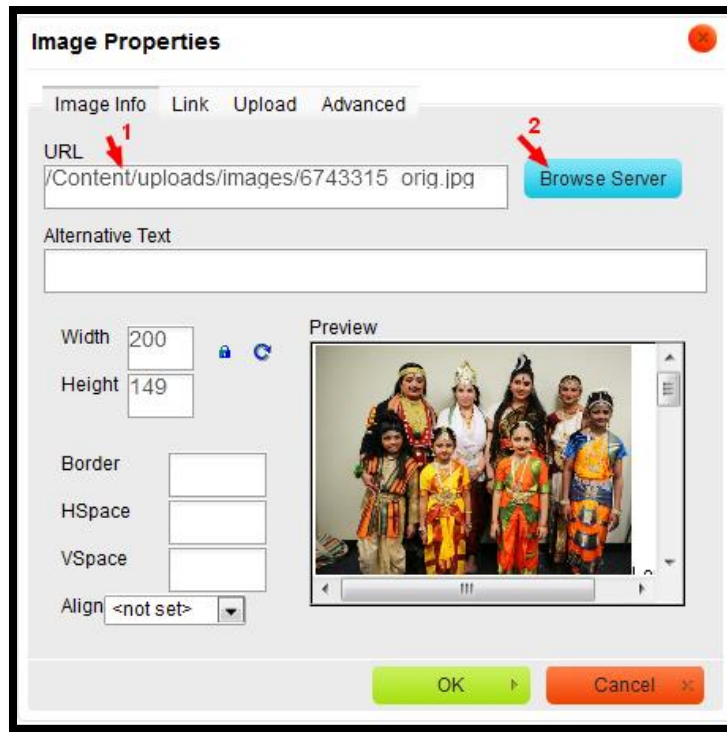 Image Properties
Image Info Link Upload Advanced
1
2
URL
/Content/uploads/images/6743315_orig.jpg
Browse Server
Alternative Text
Width 200
Height 149
Preview
Border
HSpace
VSpace
Align <not set>
Lo
OK
Cancel